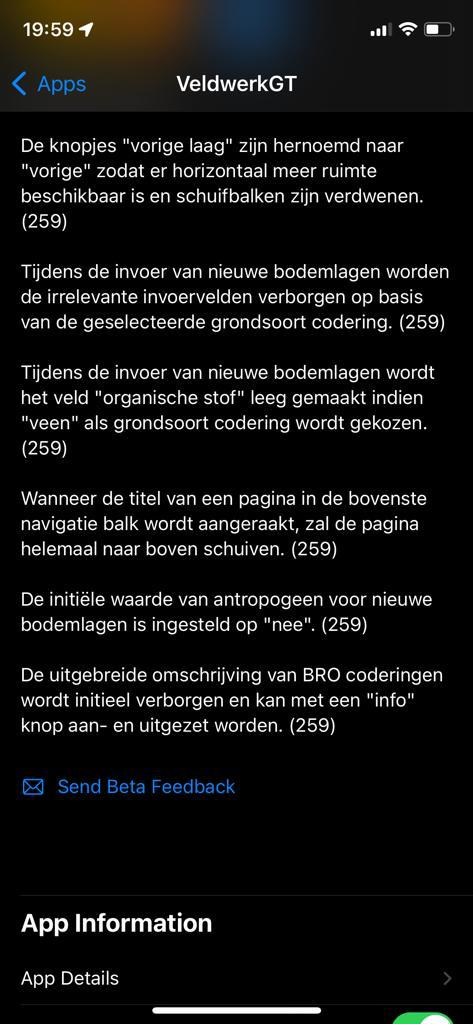 19:59
Apps
VeldwerkGT
De knopjes "vorige laag" zijn hernoemd naar
"vorige" zodat er horizontaal meer ruimte
beschikbaar is en schuifbalken zijn verdwenen.
(259)
Tijdens de invoer van nieuwe bodemlagen worden
de irrelevante invoervelden verborgen op basis
van de geselecteerde grondsoort codering. (259)
Tijdens de invoer van nieuwe bodemlagen wordt
het veld "organische stof" leeg gemaakt indien
"veen" als grondsoort codering wordt gekozen.
(259)
Wanneer de titel van een pagina in de bovenste
navigatie balk wordt aangeraakt, zal de pagina
helemaal naar boven schuiven. (259)
De initiële waarde van antropogeen voor nieuwe
bodemlagen is ingesteld op "nee". (259)
De uitgebreide omschrijving van BRO coderingen
wordt initieel verborgen en kan met een "info"
knop aan- en uitgezet worden. (259)
Send Beta Feedback
App Information
App Details